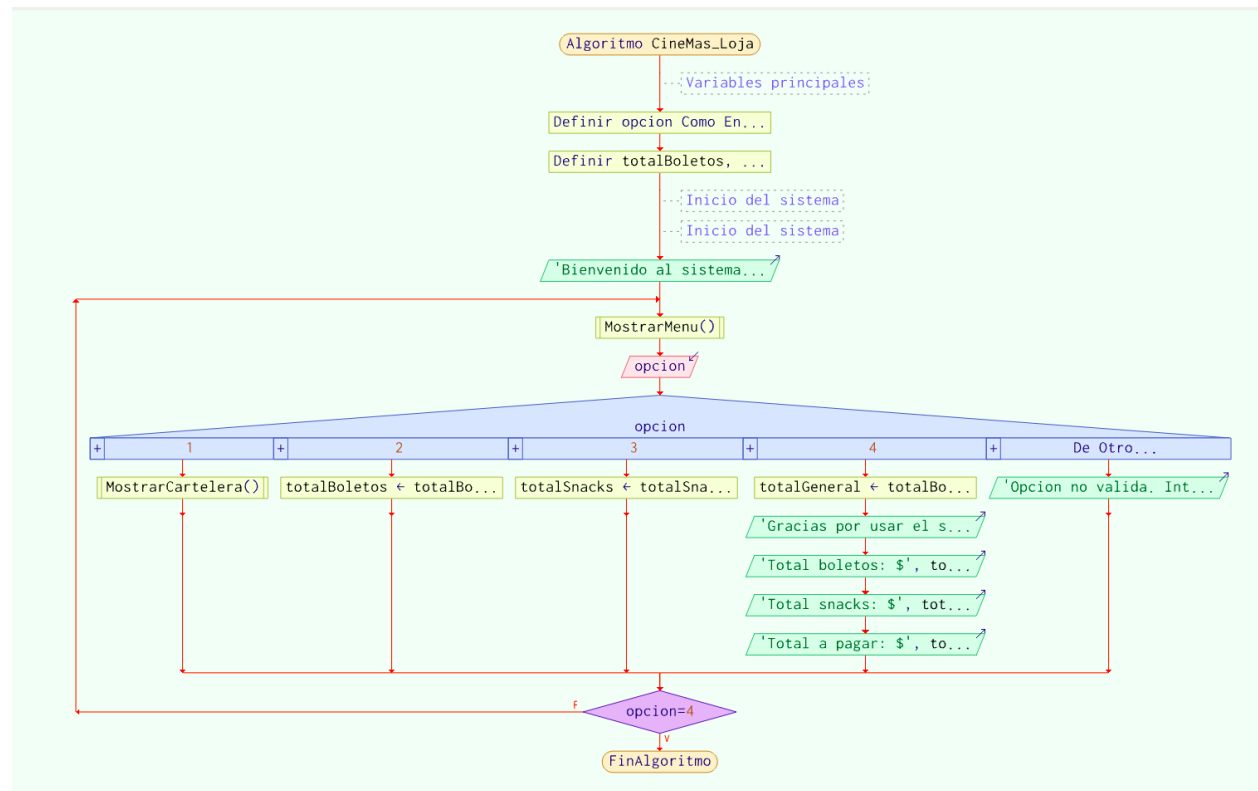 Algoritmo CineMas_Loja
Variables principales
Definir opcion Como En...
Definir totalBoletos, ...
Inicio del sistema
Inicio del sistema
'Bienvenido al sistema...
MostrarMenu()
opcion
opcion
+ 1 + 2 + 3 + 4 + De Otro...
MostrarCartelera() totalBoletos ← totalBo... totalSnacks ← totalSna... totalGeneral ← totalBo... 'Opcion no valida. Int...
'Gracias por usar el s...
'Total boletos: $', to...
'Total snacks: $', tot...
'Total a pagar: $', to...
F opcion=4
V
FinAlgoritmo